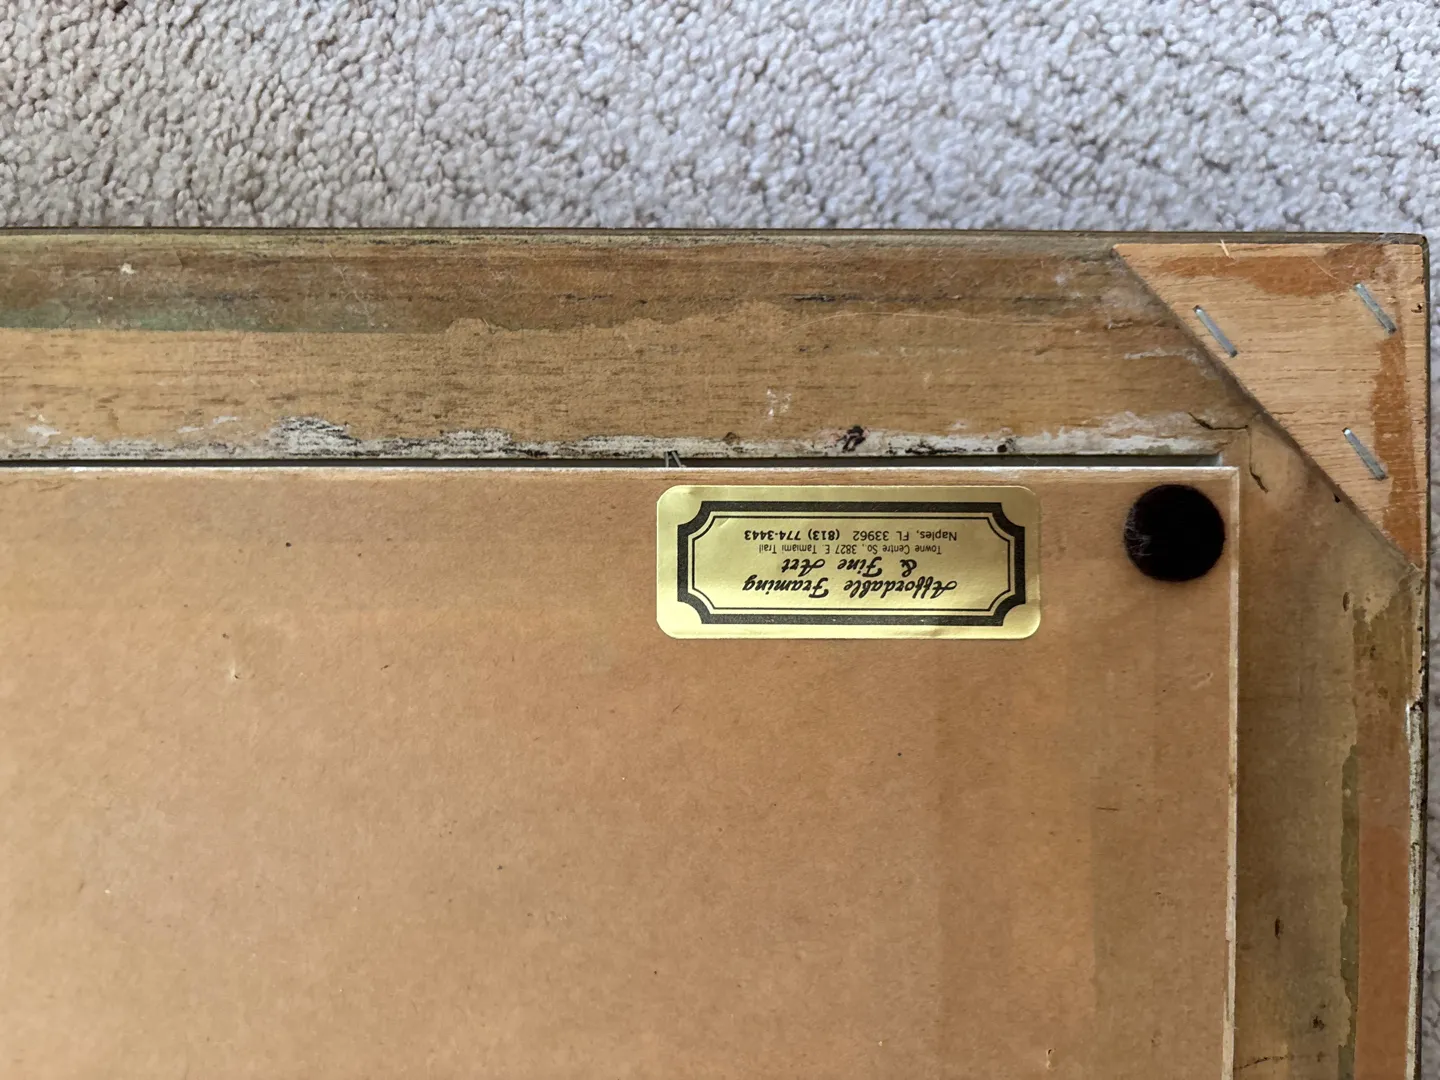 Affordable Framing
& Fine Art
Towne Centre So., 3827 E. Tamiami Trail
Naples, FL 33962 (813) 774-3443